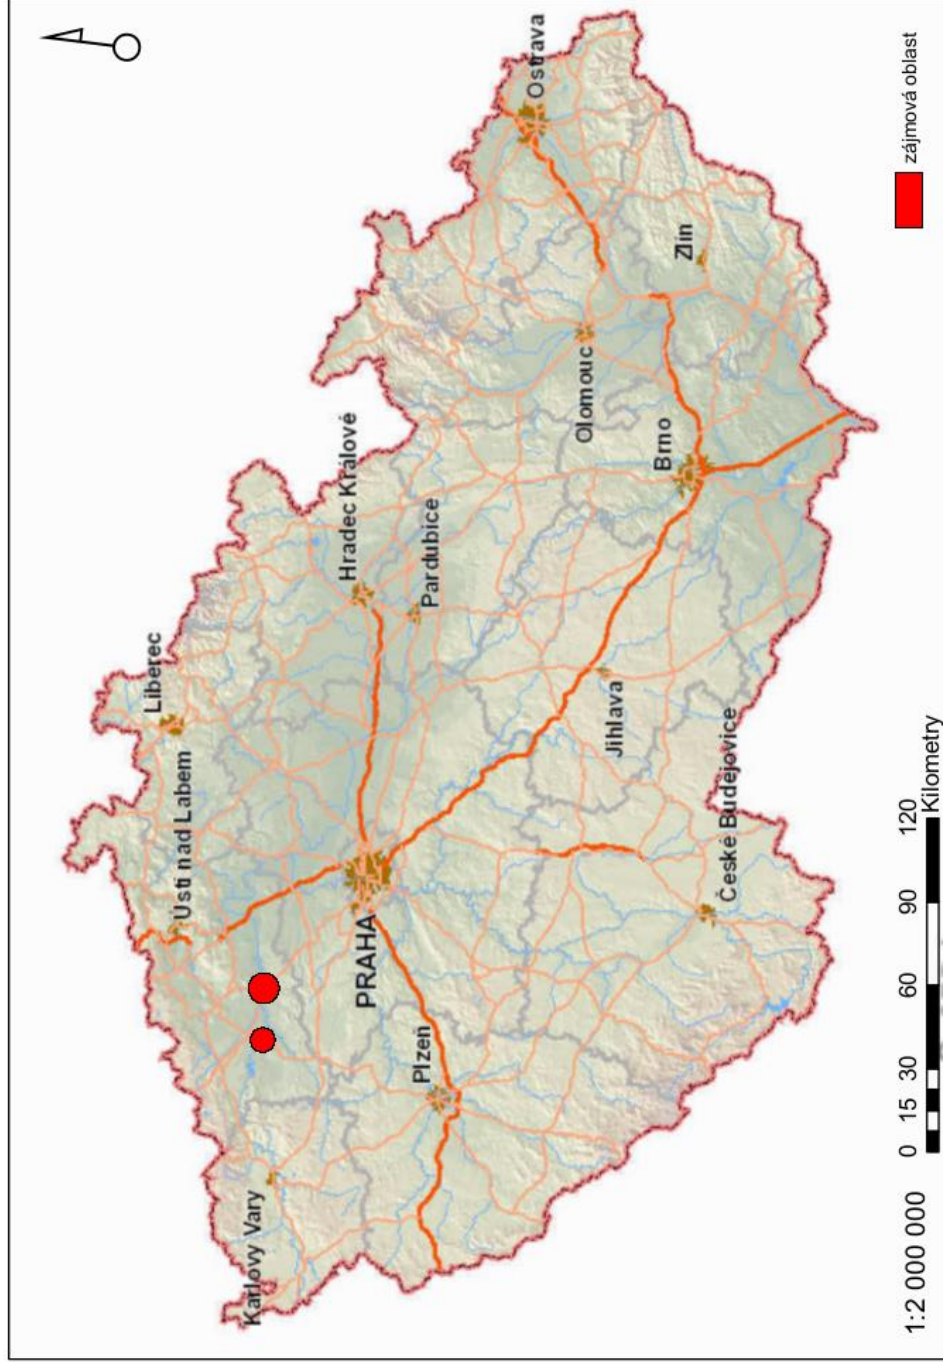 Liberec
Ustí nad Labem
Karlovy Vary
Hradec Králové
Pardubice
PRAHA
Plzeň
Ostrava
Olomouc
Zlín
Brno
Jihlava
České Budějovice
zájmová oblast
1:2 000 000
0 15 30 60 90 120
Kilometry